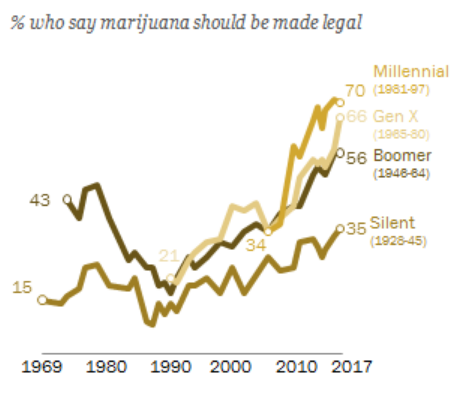 % who say marijuana should be made legal
Millennial
70 (1981-97)
66 Gen X
(1965-80)
56 Boomer
(1946-64)
43
21
34
35 Silent
(1928-45)
15
1969 1980 1990 2000 2010 2017